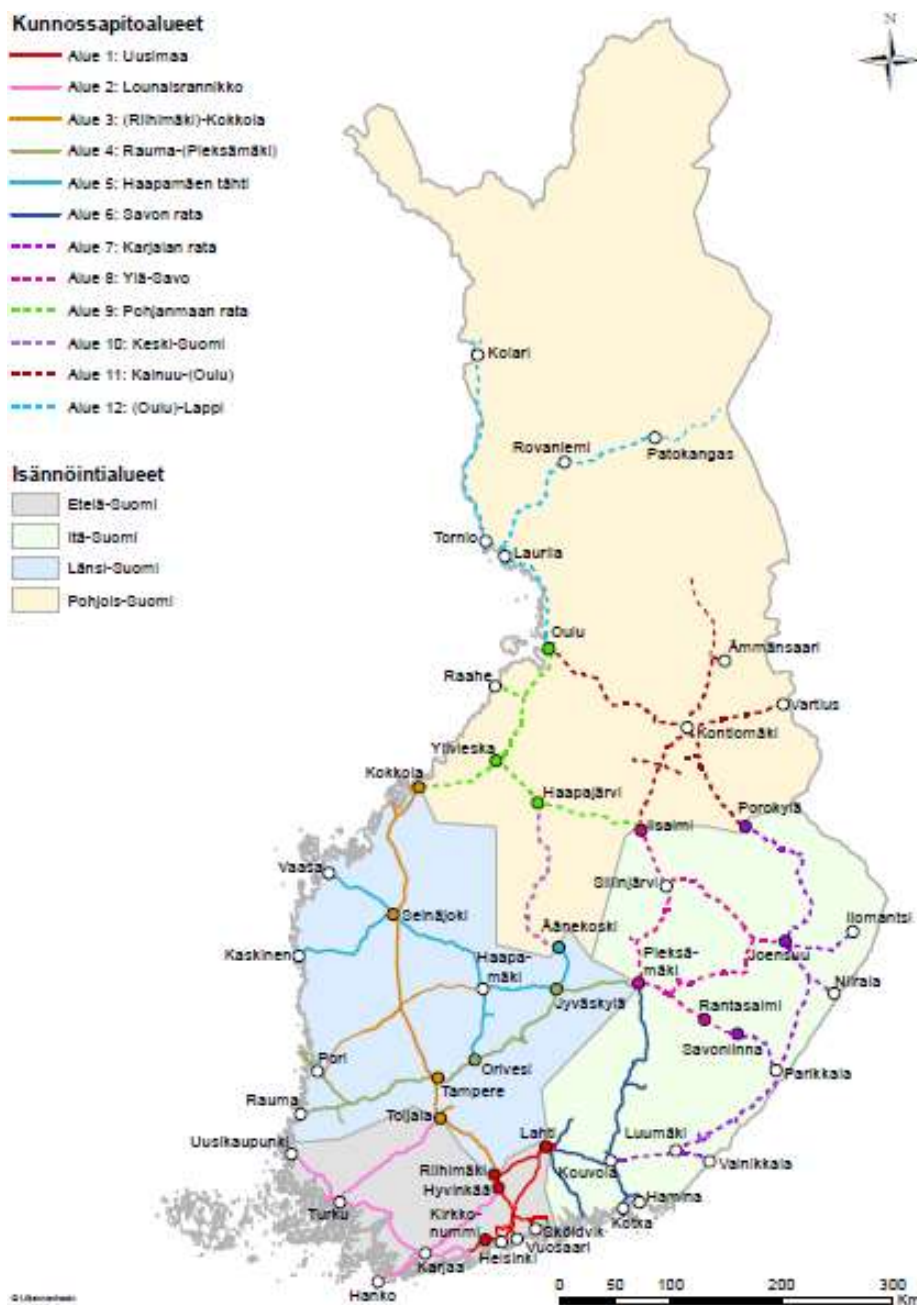 Kunnossapitoalueet
N
Alue 1: Uusimaa
Alue 2: Lounaisrannikko
Alue 3: (Riihimäki)-Kokkola
Alue 4: Rauma-(Pieksämäki)
Alue 5: Haapamäen tähti
Alue 6: Savon rata
Alue 7: Karjalan rata
Alue 8: Ylä-Savo
Alue 9: Pohjanmaan rata
Alue 10: Keski-Suomi
Alue 11: Kainuu-(Oulu)
Alue 12: (Oulu)-Lappi
Isännöintialueet
Etelä-Suomi
Itä-Suomi
Länsi-Suomi
Pohjois-Suomi
Kolari
Rovaniemi
Patokangas
Tornio
Laurila
Oulu
Ämmänsaari
Raahe
Vartius
Kontiomäki
Ylivieska
Kokkola
Haapajärvi
Porokylä
Iisalmi
Vaasa
Siilinjärvi
Seinäjoki
Ilomantsi
Äänekoski
Kaskinen
Haapa-
mäki
Pieksä-
mäki
Joensuu
Jyväskylä
Niirala
Rantasalmi
Savonlinna
Pori
Orivesi
Parikkala
Tampere
Rauma
Toijala
Uusikaupunki
Lahti
Luumäki
Kouvola
Vainikkala
Riihimäki
Hyvinkää
Turku
Hamina
Kirkko-
nummi
Kotka
Sköldvik
Vuosaari
Helsinki
Karjaa
Hanko
0 50 100 200 300
Km
© Liikennevirasto